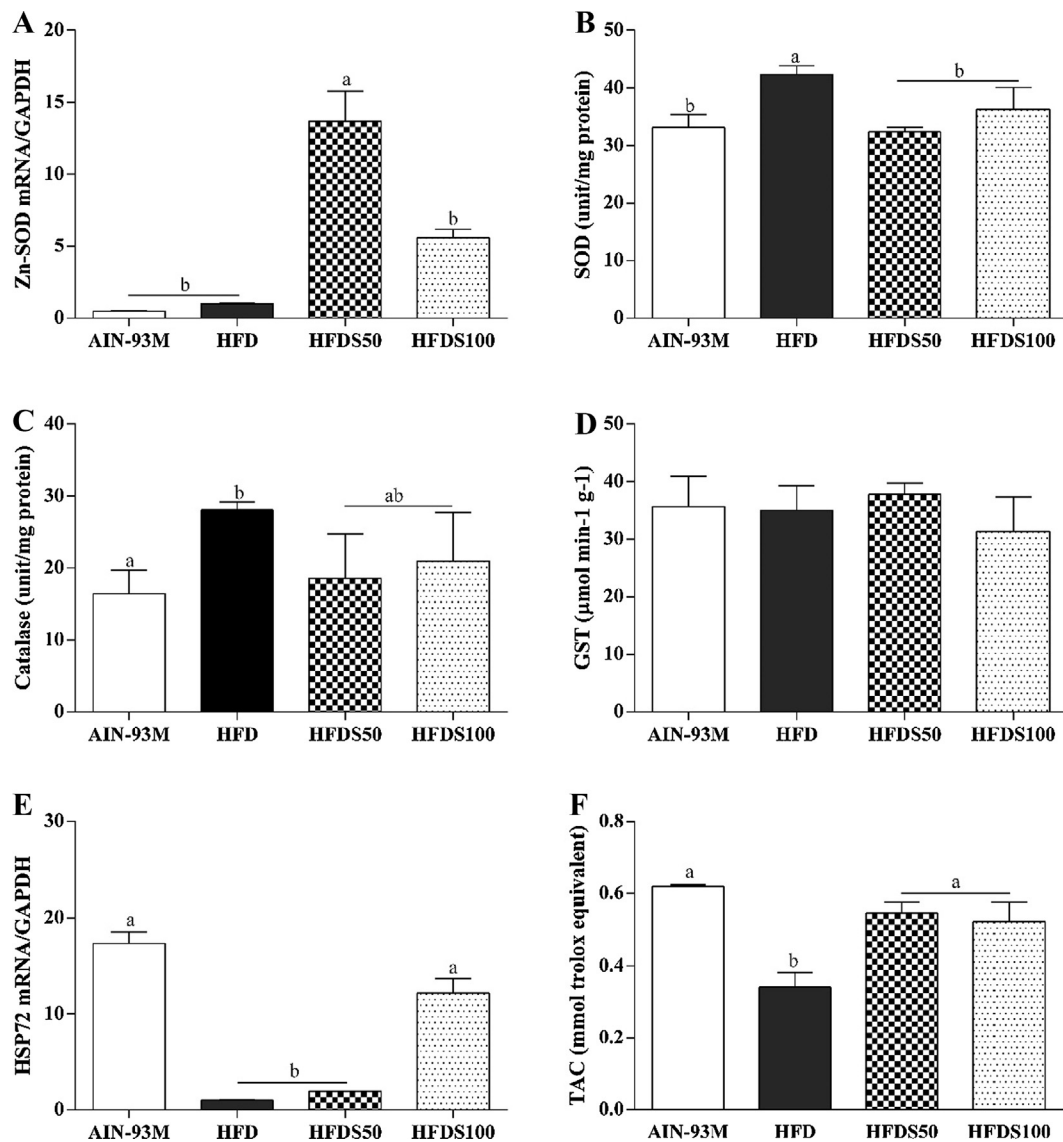 A
Zn-SOD mRNA/GAPDH
20
15
10
5
0
b
a
b
AIN-93M HFD HFDS50 HFDS100
B
SOD (unit/mg protein)
50
40
30
20
10
0
b
a
b
AIN-93M HFD HFDS50 HFDS100
C
Catalase (unit/mg protein)
40
30
20
10
0
a
b
ab
AIN-93M HFD HFDS50 HFDS100
D
GST (μmol min-1 g-1)
50
40
30
20
10
0
AIN-93M HFD HFDS50 HFDS100
E
HSP72 mRNA/GAPDH
30
20
10
0
a
b
a
AIN-93M HFD HFDS50 HFDS100
F
TAC (mmol trolox equivalent)
0.8
0.6
0.4
0.2
0.0
a
b
a
AIN-93M HFD HFDS50 HFDS100